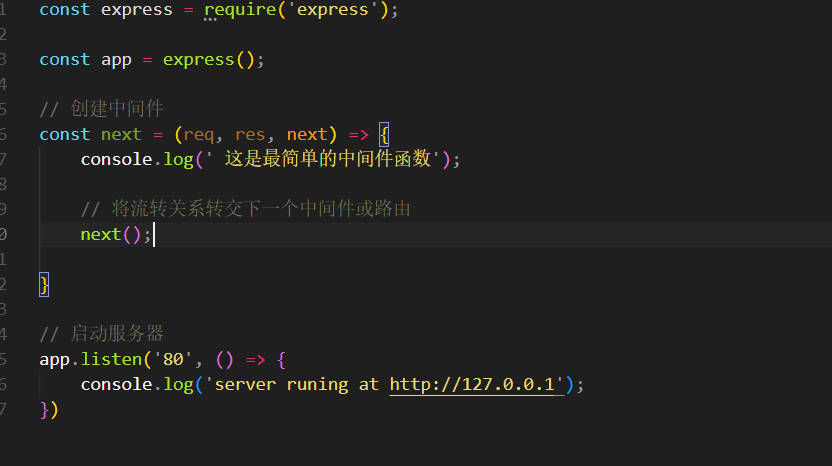 1 const express = require('express');
2
3 const app = express();
4
5 // 创建中间件
6 const next = (req, res, next) => {
7 console.log(' 这是最简单的中间件函数');
8
9 // 将流转关系转交下一个中间件或路由
0 next();
1
2 }
3
4 // 启动服务器
5 app.listen('80', () => {
6 console.log('server runing at http://127.0.0.1');
7 })